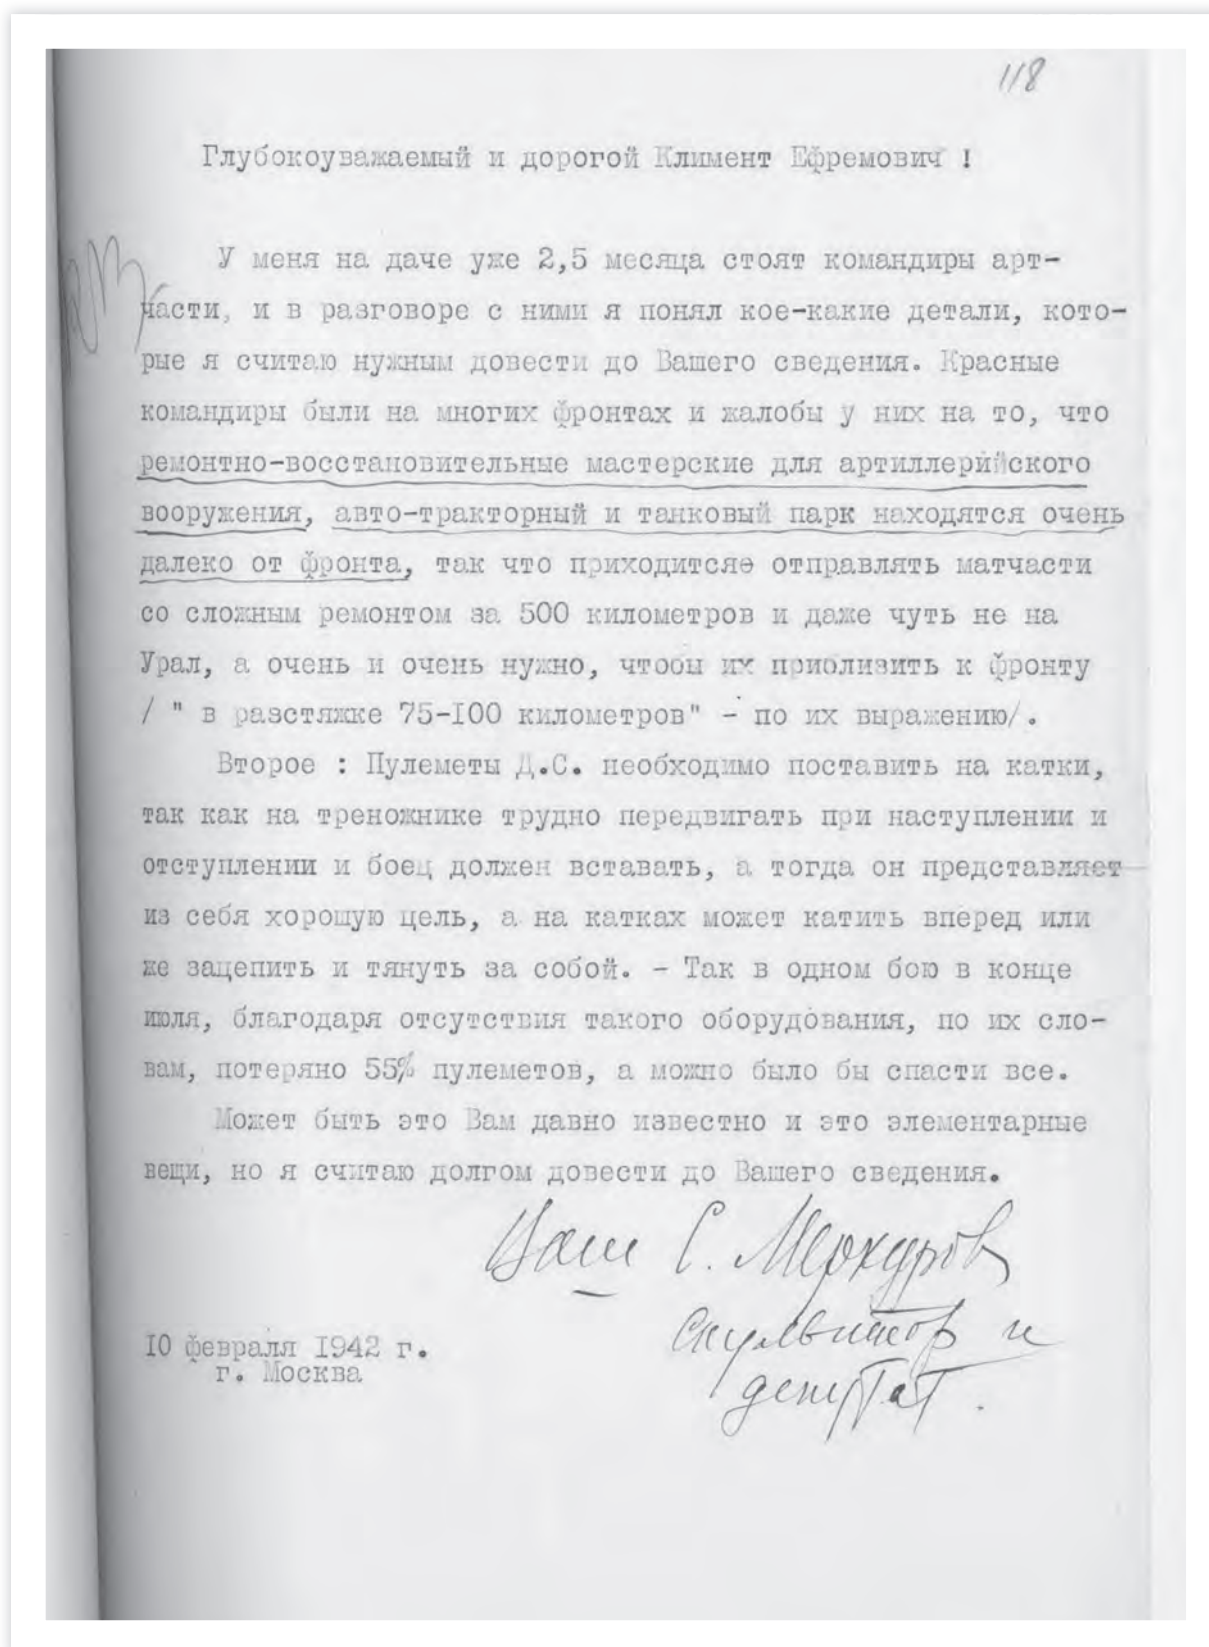 118
Глубокоуважаемый и дорогой Климент Ефремович !
У меня на даче уже 2,5 месяца стоят командиры арт-
части, и в разговоре с ними я понял кое-какие детали, кото-
рые я считаю нужным довести до Вашего сведения. Красные
командиры были на многих фронтах и жалобы у них на то, что
ремонтно-восстановительные мастерские для артиллерийского
вооружения, авто-тракторный и танковый парк находятся очень
далеко от фронта, так что приходится отправлять матчасти
со сложным ремонтом за 500 километров и даже чуть не на
Урал, а очень и очень нужно, чтобы их приблизить к фронту
/ " в разстяжке 75-I00 километров" - по их выражению/.
Второе : Пулеметы Д.С. необходимо поставить на катки,
так как на треножнике трудно передвигать при наступлении и
отступлении и боец должен вставать, а тогда он представляет
из себя хорошую цель, а на катках может катить вперед или
же зацепить и тянуть за собой. - Так в одном бою в конце
июля, благодаря отсутствия такого оборудования, по их сло-
вам, потеряно 55% пулеметов, а можно было бы спасти все.
Может быть это Вам давно известно и это элементарные
вещи, но я считаю долгом довести до Вашего сведения.
Ваш С. Меркуров
скульптор и
депутат.
I0 февраля I942 г.
г. Москва